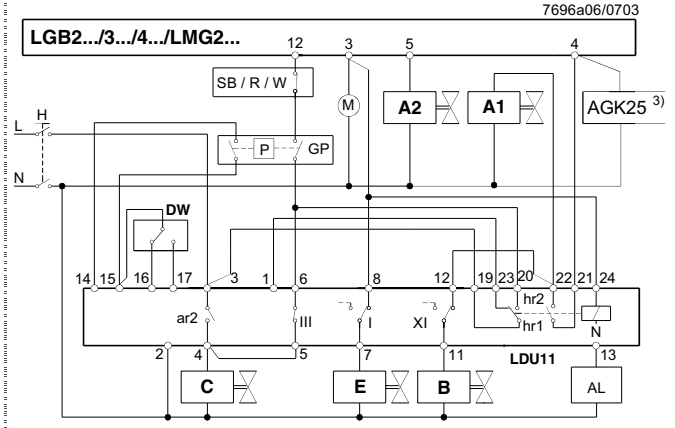 7696a06/0703
LGB2.../3.../4.../LMG2...
12 3 5 4
SB / R / W
M
A2
A1
AGK25 3)
H
L
P GP
N
DW
14 15 16 17 3 1 6 8 12 19 23 20 22 21 24
hr2
ar2 III I XI hr1 N
2 4 5 7 11 LDU11 13
C E B AL